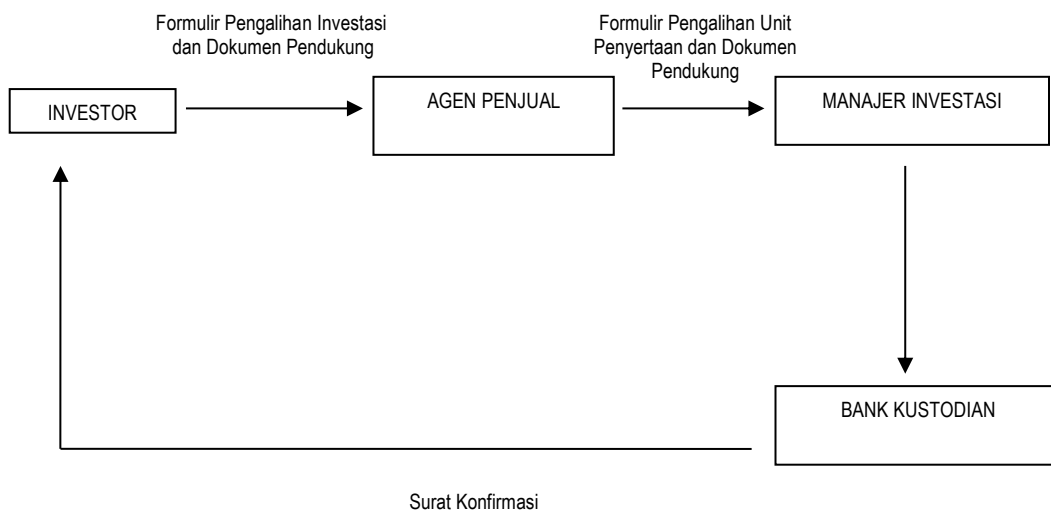 Formulir Pengalihan Investasi
dan Dokumen Pendukung
Formulir Pengalihan Unit
Penyertaan dan Dokumen
Pendukung
INVESTOR
AGEN PENJUAL
MANAJER INVESTASI
BANK KUSTODIAN
Surat Konfirmasi